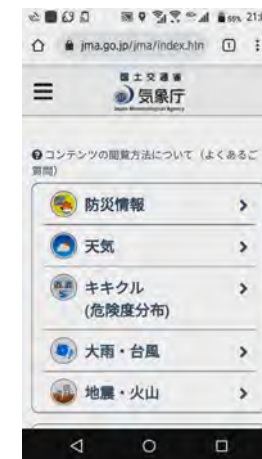 55% 21:
jma.go.jp/jma/index.htm
国土交通省
気象庁
Japan Meteorological Agency
コンテンツの閲覧方法について（よくあるご
質問）
防災情報
天気
キキクル
(危険度分布)
大雨・台風
地震・火山